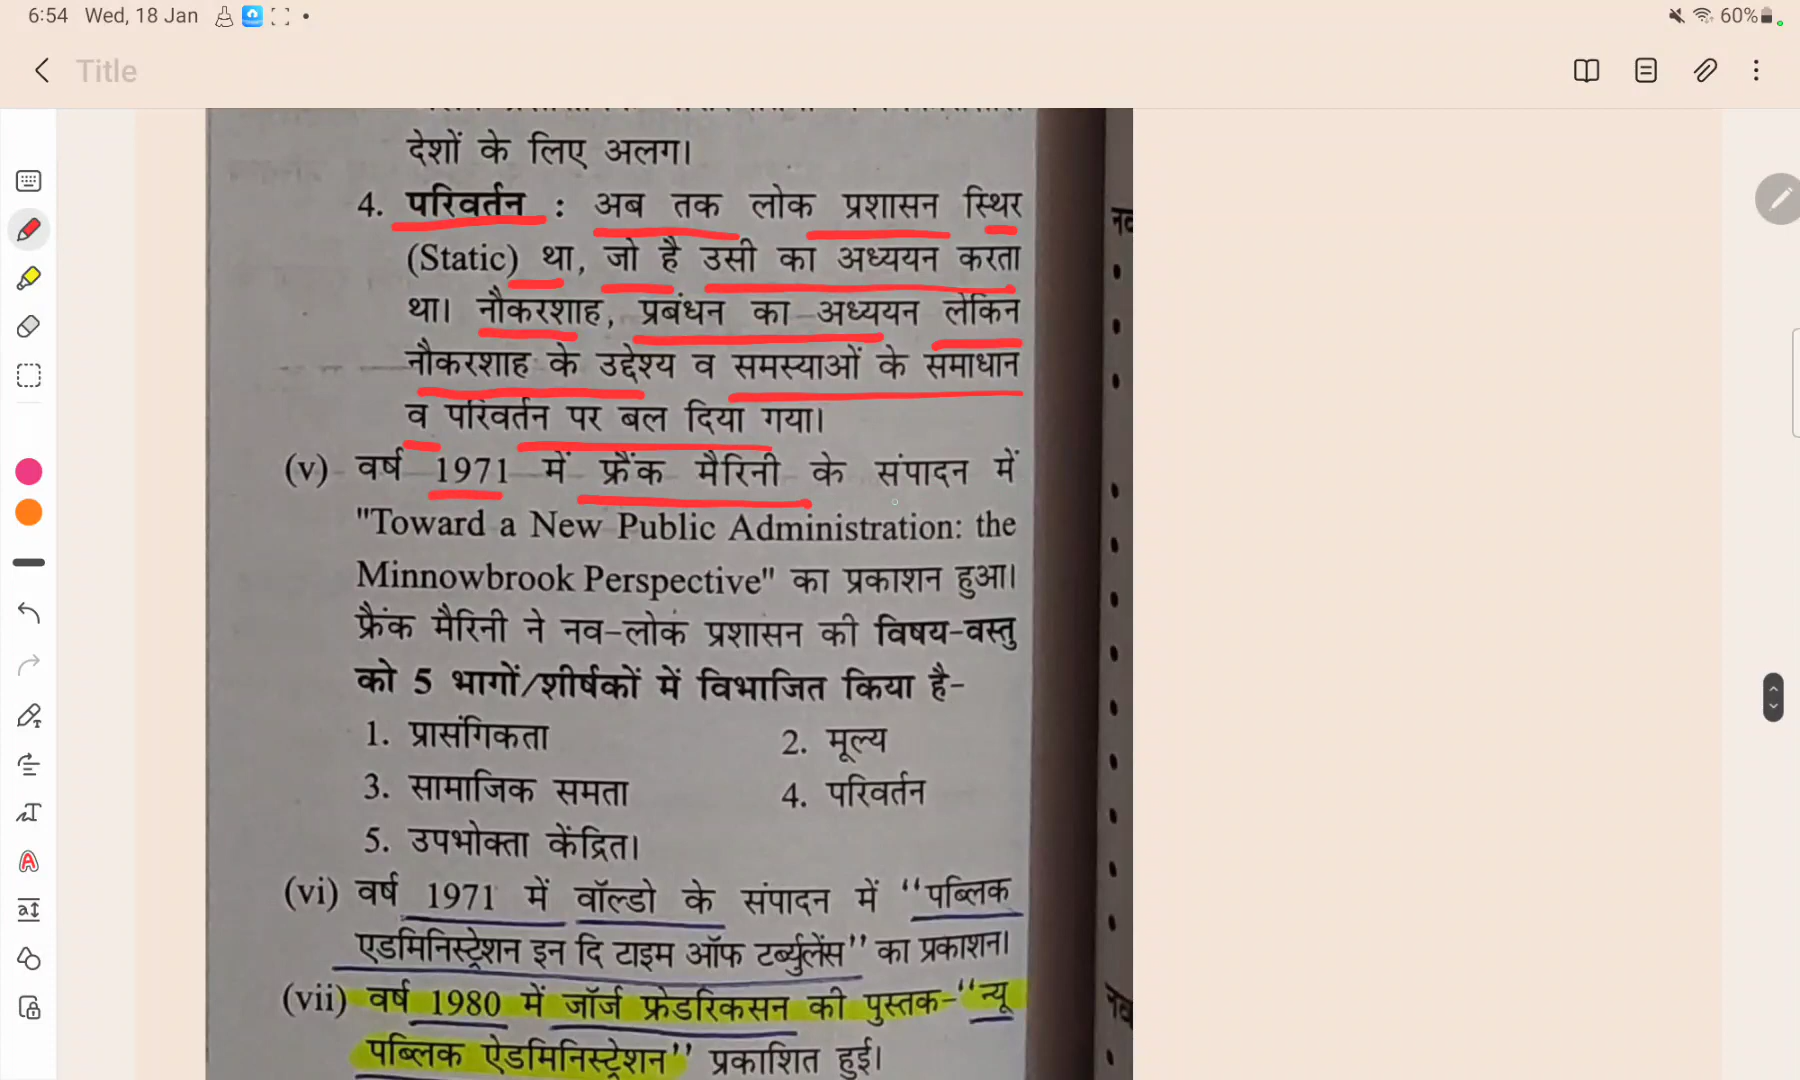 6:54 Wed, 18 Jan
60%
Title
देशों के लिए अलग।
4. परिवर्तन : अब तक लोक प्रशासन स्थिर
(Static) था, जो है उसी का अध्ययन करता
था। नौकरशाह, प्रबंधन का अध्ययन लेकिन
नौकरशाह के उद्देश्य व समस्याओं के समाधान
व परिवर्तन पर बल दिया गया।
(v) वर्ष 1971 में फ्रैंक मैरिनी के संपादन में
"Toward a New Public Administration: the
Minnowbrook Perspective" का प्रकाशन हुआ।
फ्रैंक मैरिनी ने नव-लोक प्रशासन की विषय-वस्तु
को 5 भागों/शीर्षकों में विभाजित किया है-
1. प्रासंगिकता 2. मूल्य
3. सामाजिक समता 4. परिवर्तन
5. उपभोक्ता केंद्रित।
(vi) वर्ष 1971 में वॉल्डो के संपादन में ‘‘पब्लिक
एडमिनिस्ट्रेशन इन दि टाइम ऑफ टर्ब्युलेंस’’ का प्रकाशन।
(vii) वर्ष 1980 में जॉर्ज फ्रेडरिकसन की पुस्तक-‘‘न्यू
पब्लिक ऐडमिनिस्ट्रेशन’’ प्रकाशित हुई।